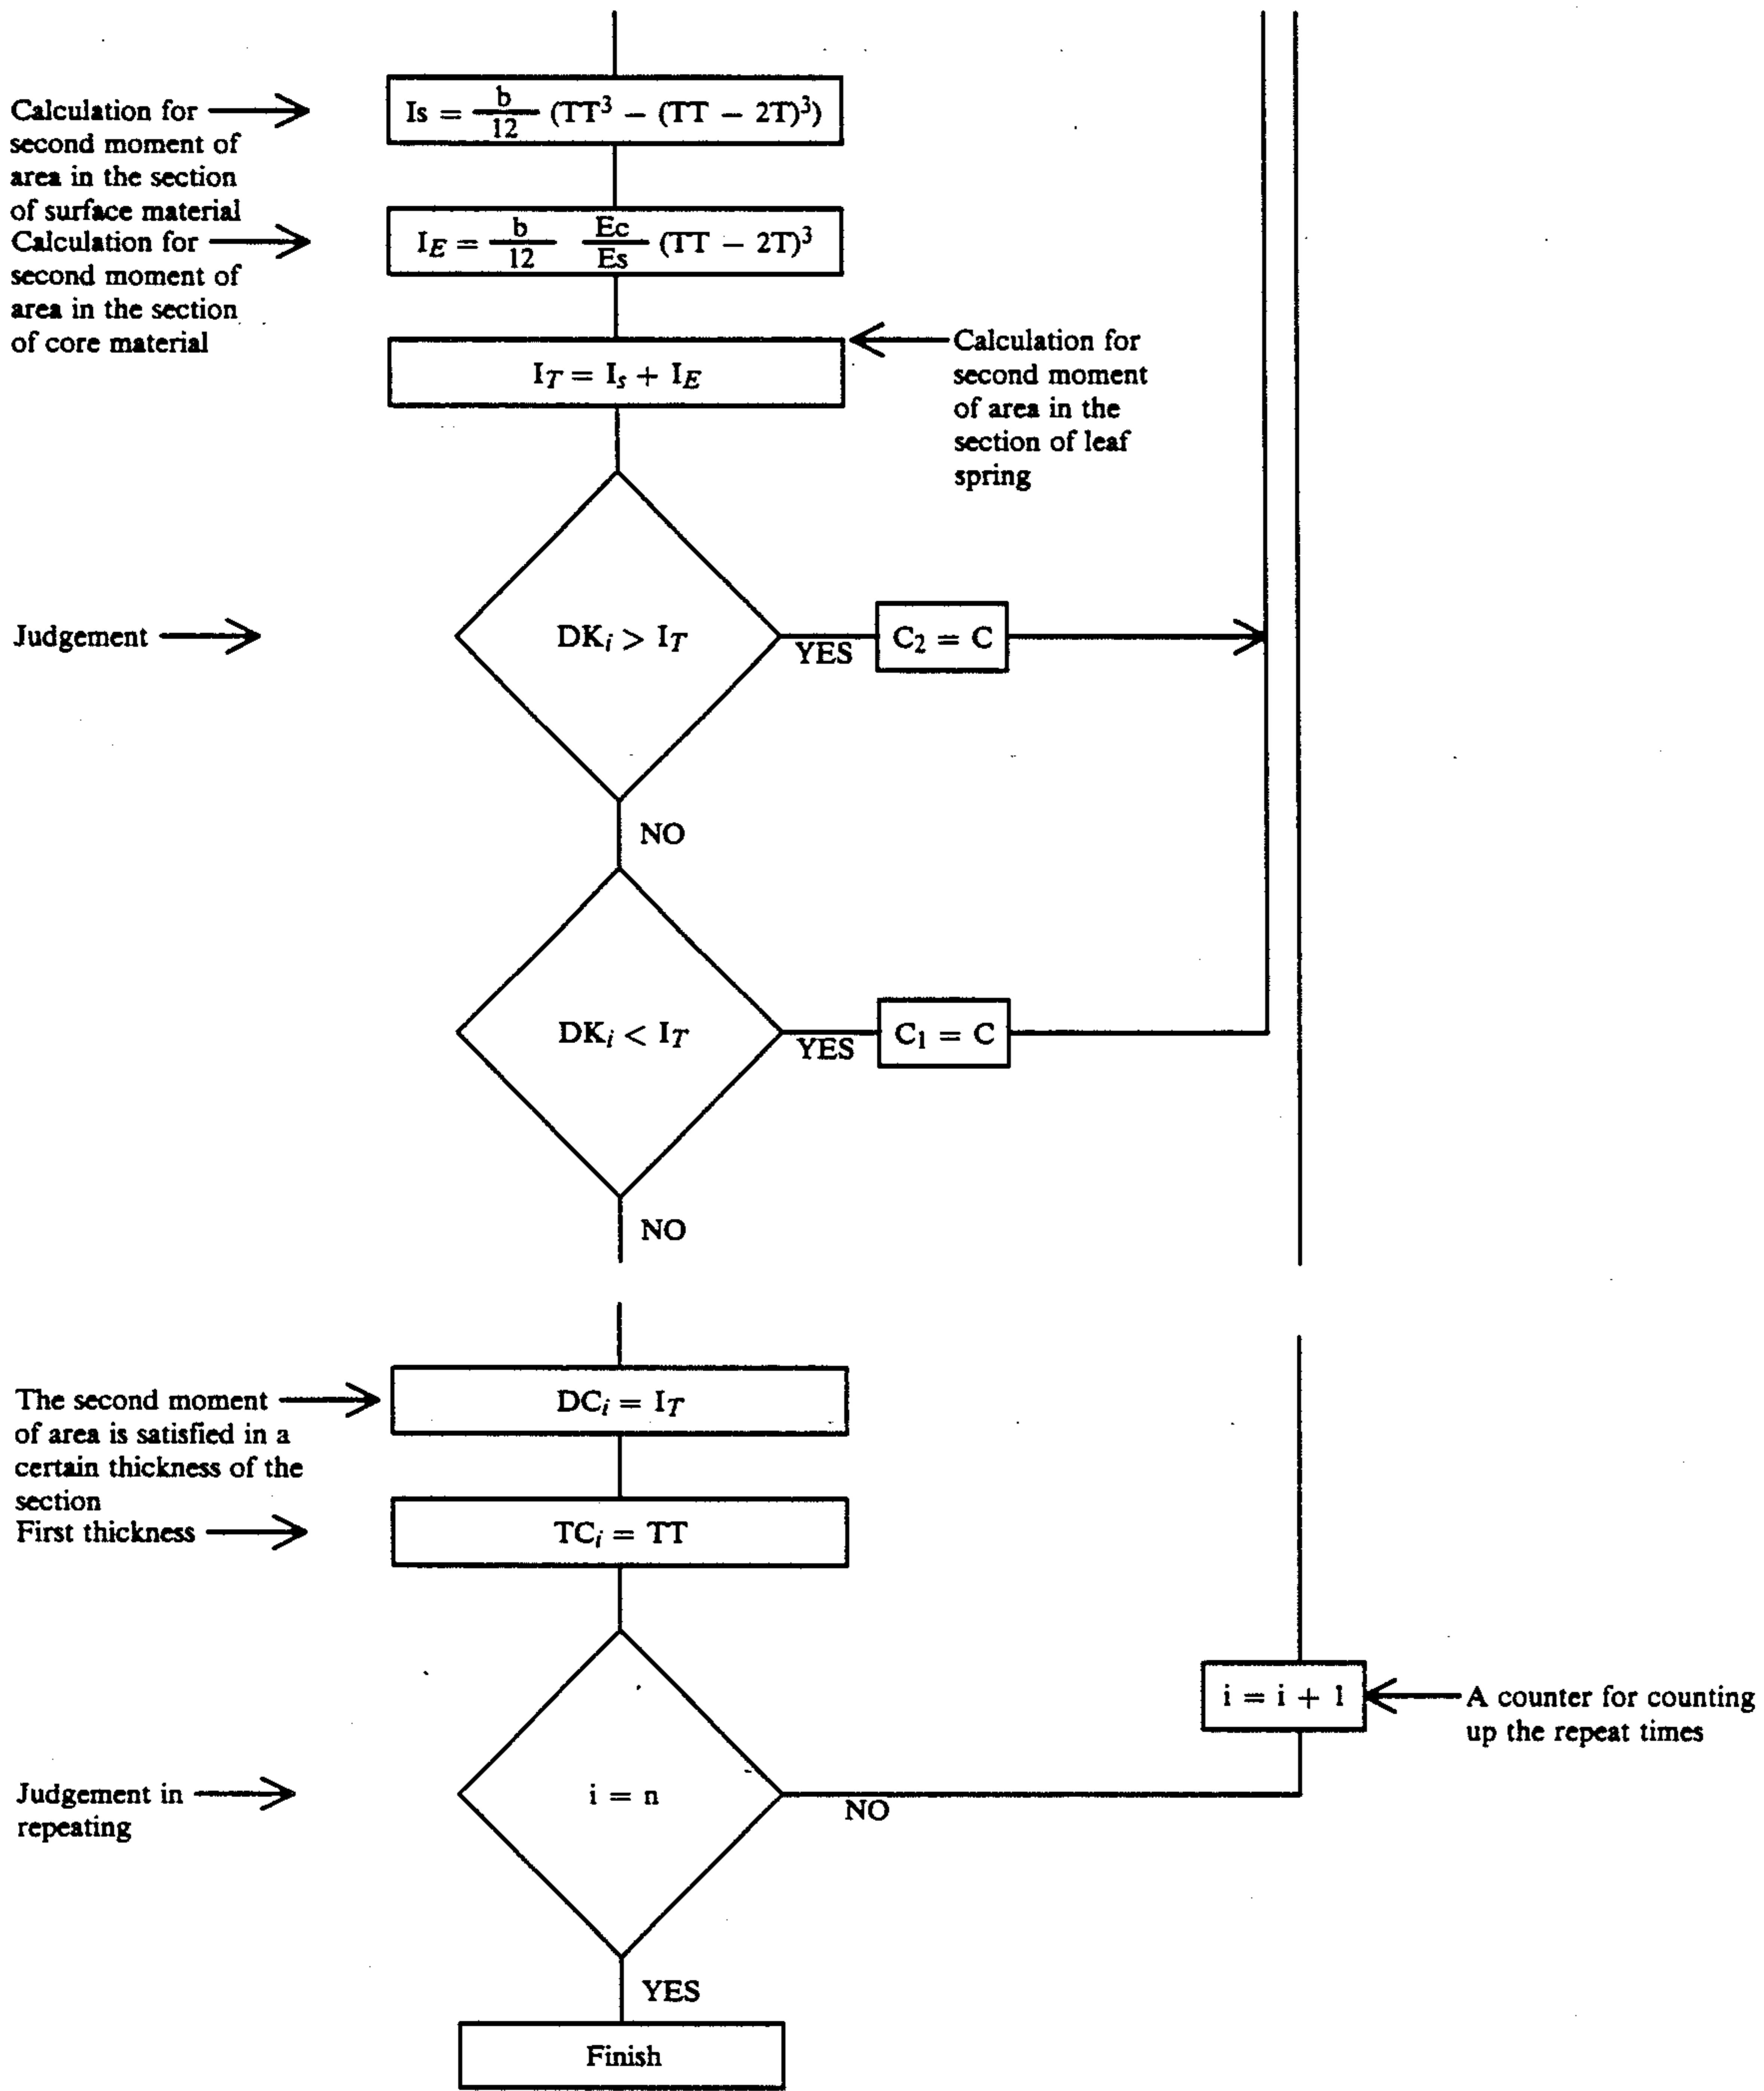 Calculation for
second moment of
area in the section
of surface material
Is = b/12 (TT³ − (TT − 2T)³)
Calculation for
second moment of
area in the section
of core material
I_E = b/12 Ec/Es (TT − 2T)³
I_T = I_s + I_E
Calculation for
second moment
of area in the
section of leaf
spring
Judgement
DK_i > I_T
YES
C₂ = C
NO
DK_i < I_T
YES
C₁ = C
NO
The second moment
of area is satisfied in a
certain thickness of the
section
DC_i = I_T
First thickness
TC_i = TT
i = i + 1
A counter for counting
up the repeat times
Judgement in
repeating
i = n
NO
YES
Finish